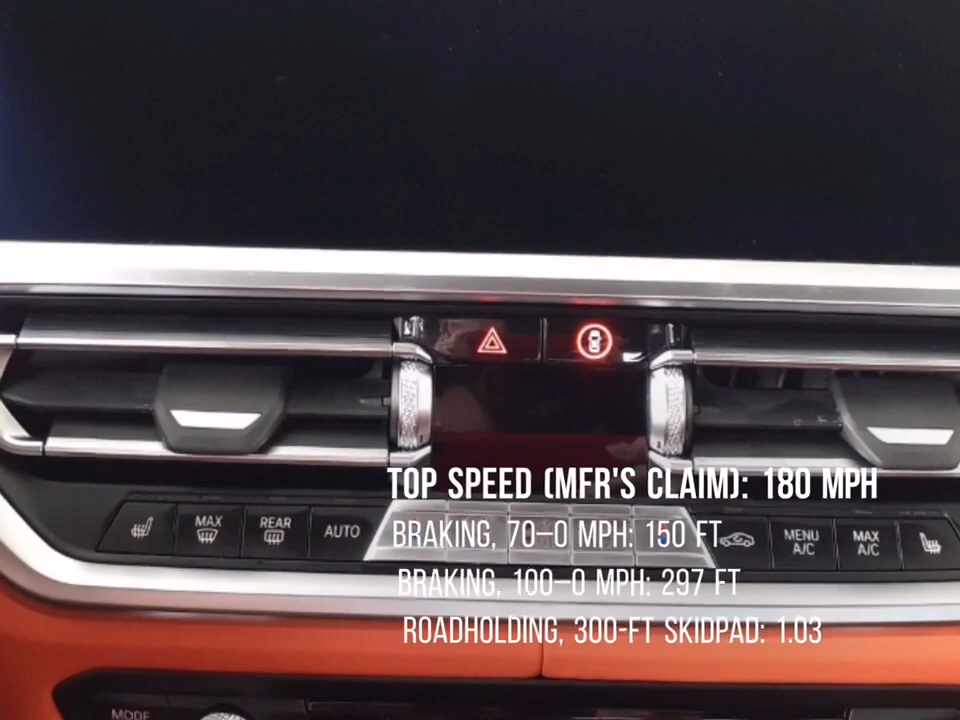 TOP SPEED (MFR'S CLAIM): 180 MPH
BRAKING, 70–0 MPH: 150 FT
BRAKING, 100–0 MPH: 297 FT
ROADHOLDING, 300-FT SKIDPAD: 1.03
MAX
REAR
AUTO
MENU
A/C
MAX
A/C
MODE